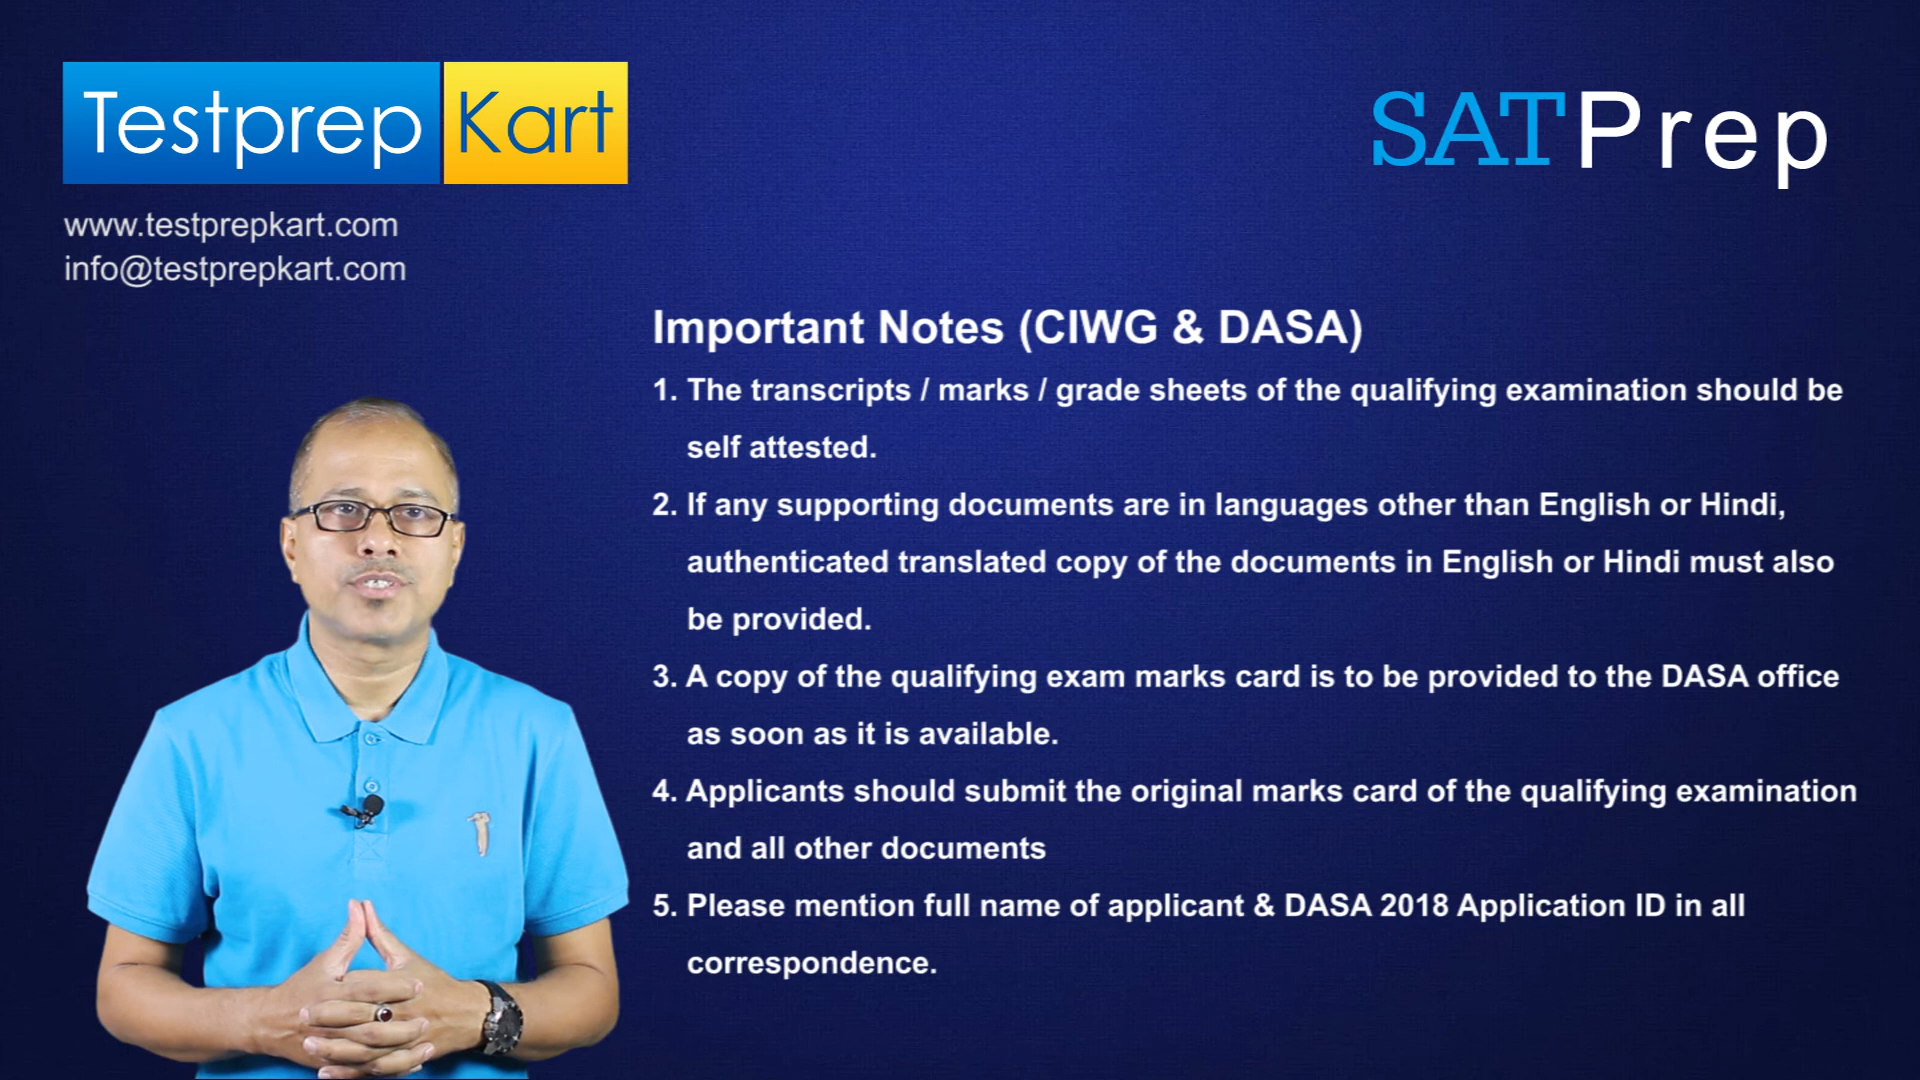 Testprep Kart
SATPrep
www.testprepkart.com
info@testprepkart.com
Important Notes (CIWG & DASA)
1. The transcripts / marks / grade sheets of the qualifying examination should be
self attested.
2. If any supporting documents are in languages other than English or Hindi,
authenticated translated copy of the documents in English or Hindi must also
be provided.
3. A copy of the qualifying exam marks card is to be provided to the DASA office
as soon as it is available.
4. Applicants should submit the original marks card of the qualifying examination
and all other documents
5. Please mention full name of applicant & DASA 2018 Application ID in all
correspondence.